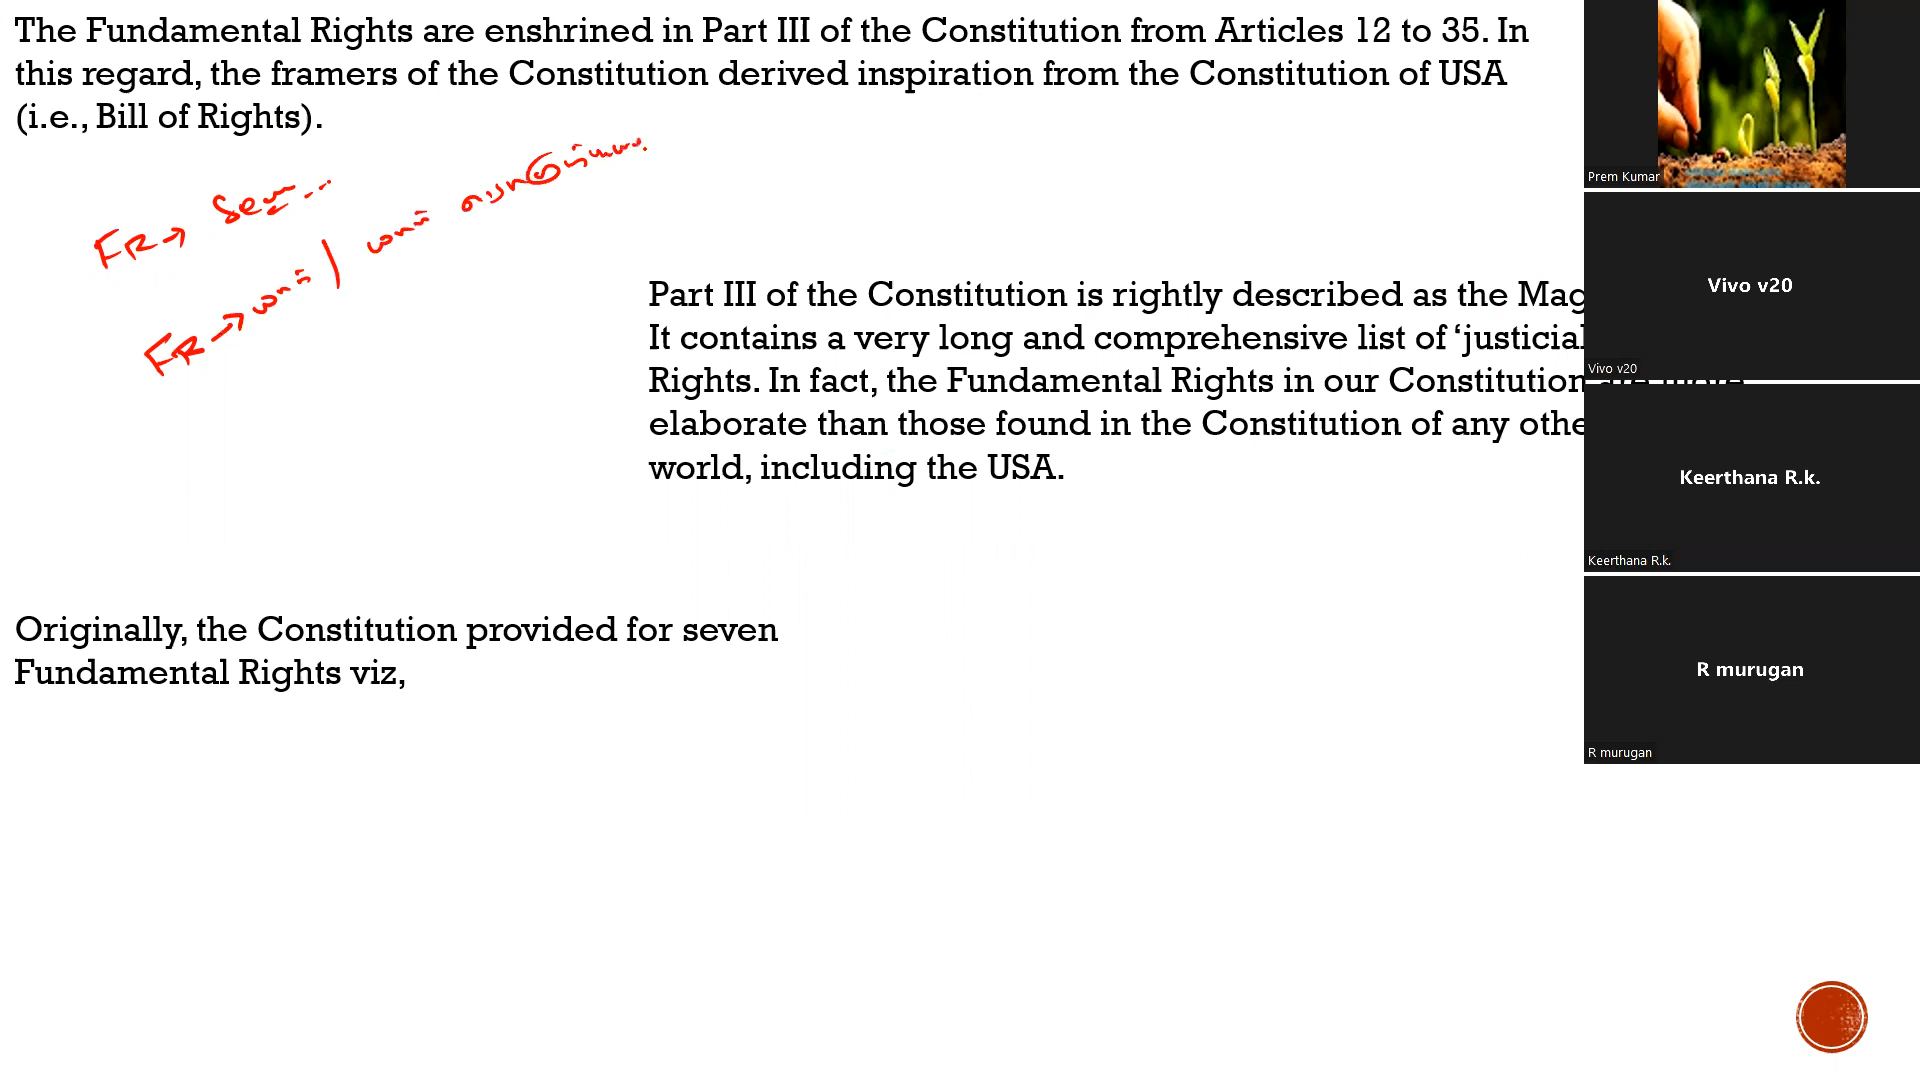 The Fundamental Rights are enshrined in Part III of the Constitution from Articles 12 to 35. In
this regard, the framers of the Constitution derived inspiration from the Constitution of USA
(i.e., Bill of Rights).
FR →
FR → யார் / யார்
Part III of the Constitution is rightly described as the Mag
It contains a very long and comprehensive list of ‘justicial
Rights. In fact, the Fundamental Rights in our Constitution are more
elaborate than those found in the Constitution of any othe
world, including the USA.
Originally, the Constitution provided for seven
Fundamental Rights viz,
Prem Kumar
Vivo v20
Vivo v20
Keerthana R.k.
Keerthana R.k.
R murugan
R murugan